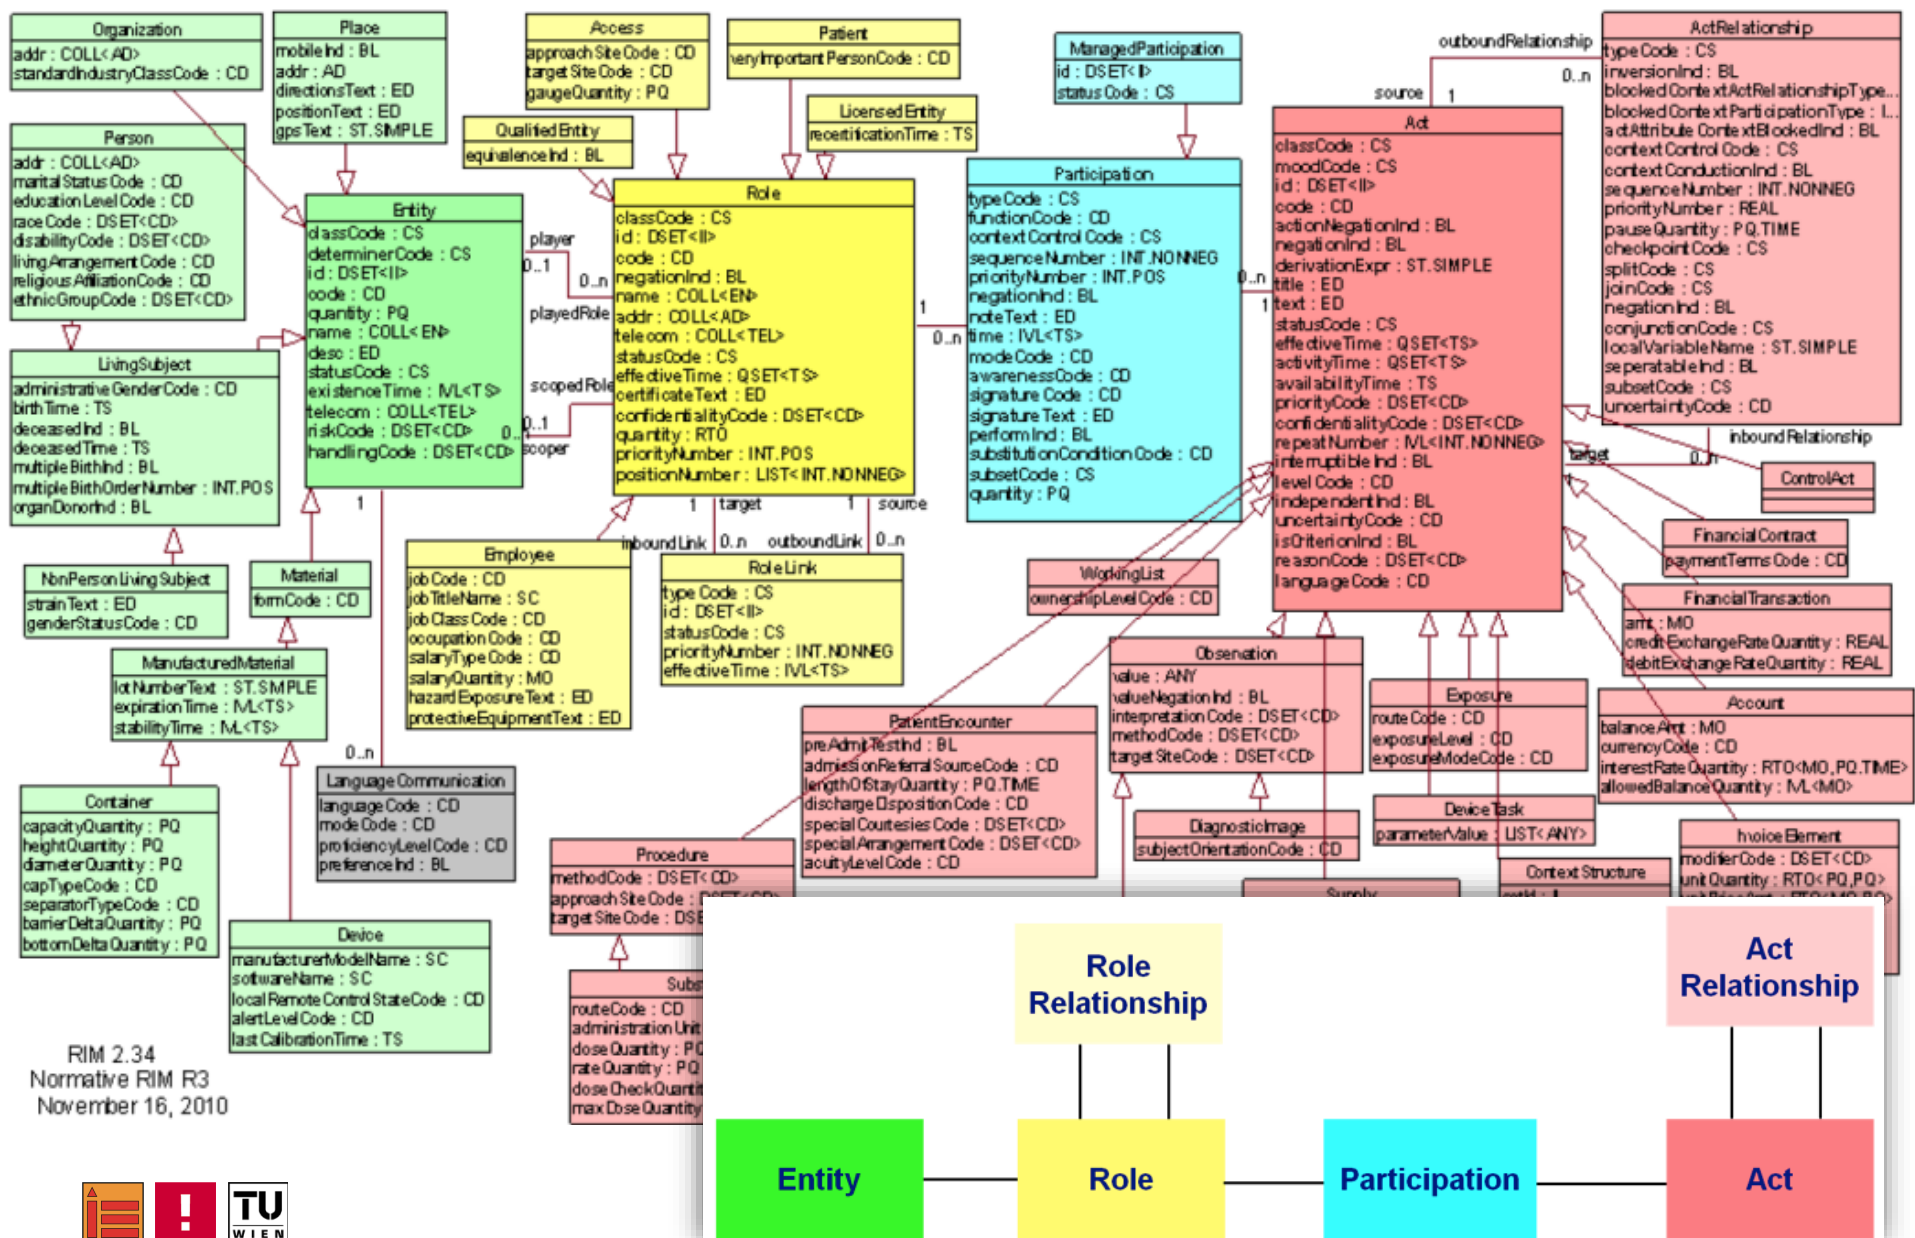 Organization
addr : COLL<AD>
standardIndustryClassCode : CD
Place
mobileInd : BL
addr : AD
directionsText : ED
positionText : ED
gpsText : ST.SIMPLE
Access
approachSiteCode : CD
targetSiteCode : CD
gaugeQuantity : PQ
Patient
veryImportantPersonCode : CD
LicensedEntity
recertificationTime : TS
QualifiedEntity
equivalenceInd : BL
ManagedParticipation
id : DSET<II>
statusCode : CS
outboundRelationship
0..n
source
1
ActRelationship
typeCode : CS
inversionInd : BL
blockedContextActRelationshipType...
blockedContextParticipationType : I...
actAttributeContextBlockedInd : BL
contextControlCode : CS
contextConductionInd : BL
sequenceNumber : INT.NONNEG
priorityNumber : REAL
pauseQuantity : PQ.TIME
checkpointCode : CS
splitCode : CS
joinCode : CS
negationInd : BL
conjunctionCode : CS
localVariableName : ST.SIMPLE
seperatableInd : BL
subsetCode : CS
uncertaintyCode : CD
Person
addr : COLL<AD>
maritalStatusCode : CD
educationLevelCode : CD
raceCode : DSET<CD>
disabilityCode : DSET<CD>
livingArrangementCode : CD
religiousAffiliationCode : CD
ethnicGroupCode : DSET<CD>
Entity
classCode : CS
determinerCode : CS
id : DSET<II>
code : CD
quantity : PQ
name : COLL<EN>
desc : ED
statusCode : CS
existenceTime : IVL<TS>
telecom : COLL<TEL>
riskCode : DSET<CD>
handlingCode : DSET<CD>
player
0..1
0..n
playedRole
scopedRole
0..1
0..n
scoper
Role
classCode : CS
id : DSET<II>
code : CD
negationInd : BL
name : COLL<EN>
addr : COLL<AD>
telecom : COLL<TEL>
statusCode : CS
effectiveTime : QSET<TS>
certificateText : ED
confidentialityCode : DSET<CD>
quantity : RTO
priorityNumber : INT.POS
positionNumber : LIST<INT.NONNEG>
1
0..n
Participation
typeCode : CS
functionCode : CD
contextControlCode : CS
sequenceNumber : INT.NONNEG
priorityNumber : INT.POS
negationInd : BL
noteText : ED
time : IVL<TS>
modeCode : CD
awarenessCode : CD
signatureCode : CD
signatureText : ED
performInd : BL
substitutionConditionCode : CD
subsetCode : CS
quantity : PQ
0..n
1
Act
classCode : CS
moodCode : CS
id : DSET<II>
code : CD
actionNegationInd : BL
negationInd : BL
derivationExpr : ST.SIMPLE
title : ED
text : ED
statusCode : CS
effectiveTime : QSET<TS>
activityTime : QSET<TS>
availabilityTime : TS
priorityCode : DSET<CD>
confidentialityCode : DSET<CD>
repeatNumber : IVL<INT.NONNEG>
interruptibleInd : BL
levelCode : CD
independentInd : BL
uncertaintyCode : CD
isCriterionInd : BL
reasonCode : DSET<CD>
languageCode : CD
inboundRelationship
target
0..n
ControlAct
LivingSubject
administrativeGenderCode : CD
birthTime : TS
deceasedInd : BL
deceasedTime : TS
multipleBirthInd : BL
multipleBirthOrderNumber : INT.POS
organDonorInd : BL
1
1 target
1 source
inboundLink 0..n
outboundLink 0..n
NonPersonLivingSubject
strainText : ED
genderStatusCode : CD
Material
formCode : CD
Employee
jobCode : CD
jobTitleName : SC
jobClassCode : CD
occupationCode : CD
salaryTypeCode : CD
salaryQuantity : MO
hazardExposureText : ED
protectiveEquipmentText : ED
RoleLink
typeCode : CS
id : DSET<II>
statusCode : CS
priorityNumber : INT.NONNEG
effectiveTime : IVL<TS>
WorkingList
ownershipLevelCode : CD
FinancialContract
paymentTermsCode : CD
FinancialTransaction
amt : MO
creditExchangeRateQuantity : REAL
debitExchangeRateQuantity : REAL
ManufacturedMaterial
lotNumberText : ST.SIMPLE
expirationTime : IVL<TS>
stabilityTime : IVL<TS>
Observation
value : ANY
valueNegationInd : BL
interpretationCode : DSET<CD>
methodCode : DSET<CD>
targetSiteCode : DSET<CD>
Exposure
routeCode : CD
exposureLevel : CD
exposureModeCode : CD
Account
balanceAmt : MO
currencyCode : CD
interestRateQuantity : RTO<MO,PQ.TIME>
allowedBalanceQuantity : IVL<MO>
PatientEncounter
preAdmitTestInd : BL
admissionReferralSourceCode : CD
lengthOfStayQuantity : PQ.TIME
dischargeDispositionCode : CD
specialCourtesiesCode : DSET<CD>
specialArrangementCode : DSET<CD>
acuityLevelCode : CD
0..n
LanguageCommunication
languageCode : CD
modeCode : CD
proficiencyLevelCode : CD
preferenceInd : BL
Container
capacityQuantity : PQ
heightQuantity : PQ
diameterQuantity : PQ
capTypeCode : CD
separatorTypeCode : CD
barrierDeltaQuantity : PQ
bottomDeltaQuantity : PQ
DiagnosticImage
subjectOrientationCode : CD
DeviceTask
parameterValue : LIST<ANY>
InvoiceElement
modifierCode : DSET<CD>
unitQuantity : RTO<PQ,PQ>
ContextStructure
Supply
Procedure
methodCode : DSET<CD>
approachSiteCode : DSET<CD>
targetSiteCode : DSE
Device
manufacturerModelName : SC
softwareName : SC
localRemoteControlStateCode : CD
alertLevelCode : CD
lastCalibrationTime : TS
Subs
routeCode : CD
administrationUnit
doseQuantity : PQ
rateQuantity : PQ
doseCheckQuantit
maxDoseQuantity
RIM 2.34
Normative RIM R3
November 16, 2010
Role
Relationship
Act
Relationship
Entity
Role
Participation
Act
TU
WIEN